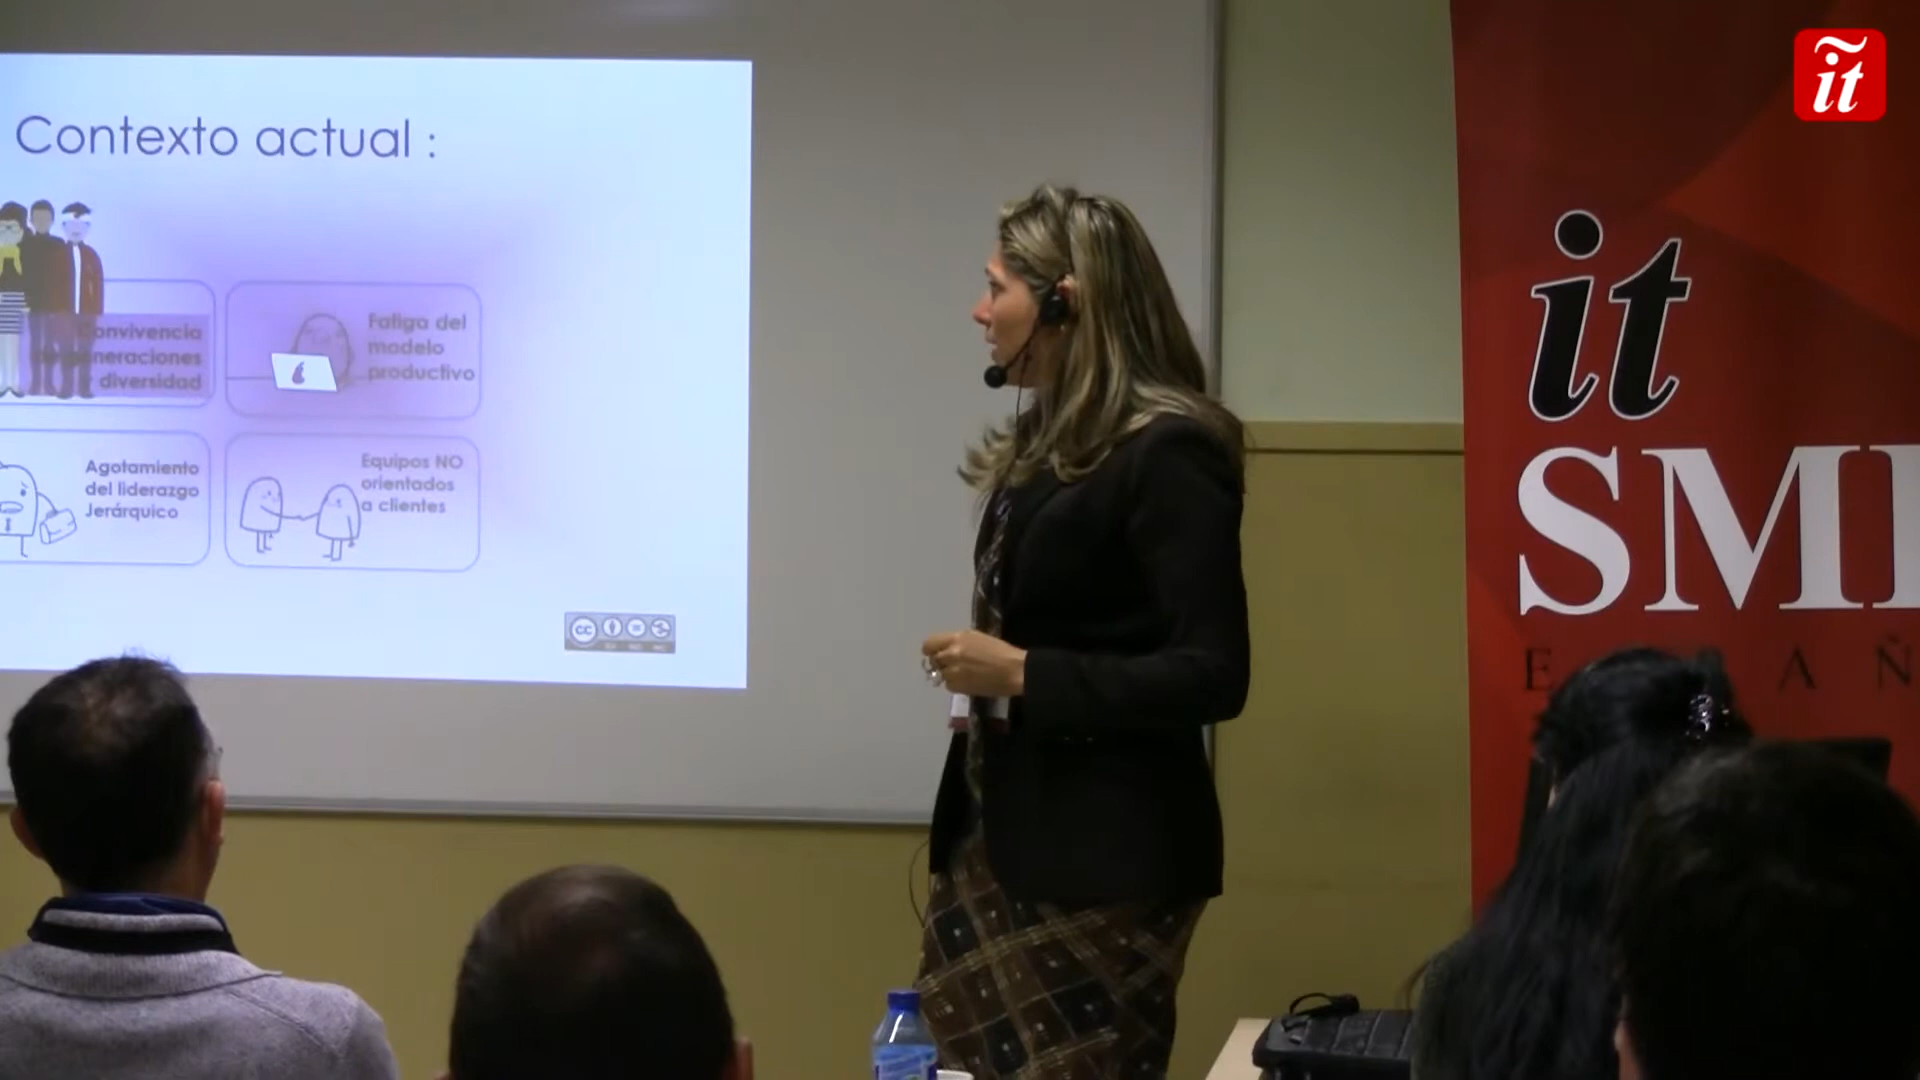 Contexto actual :
onvivencia
neraciones
diversidad
Fatiga del
modelo
productivo
Agotamiento
del liderazgo
Jerárquico
Equipos NO
orientados
a clientes
cc
it
it
SM
E
A Ñ